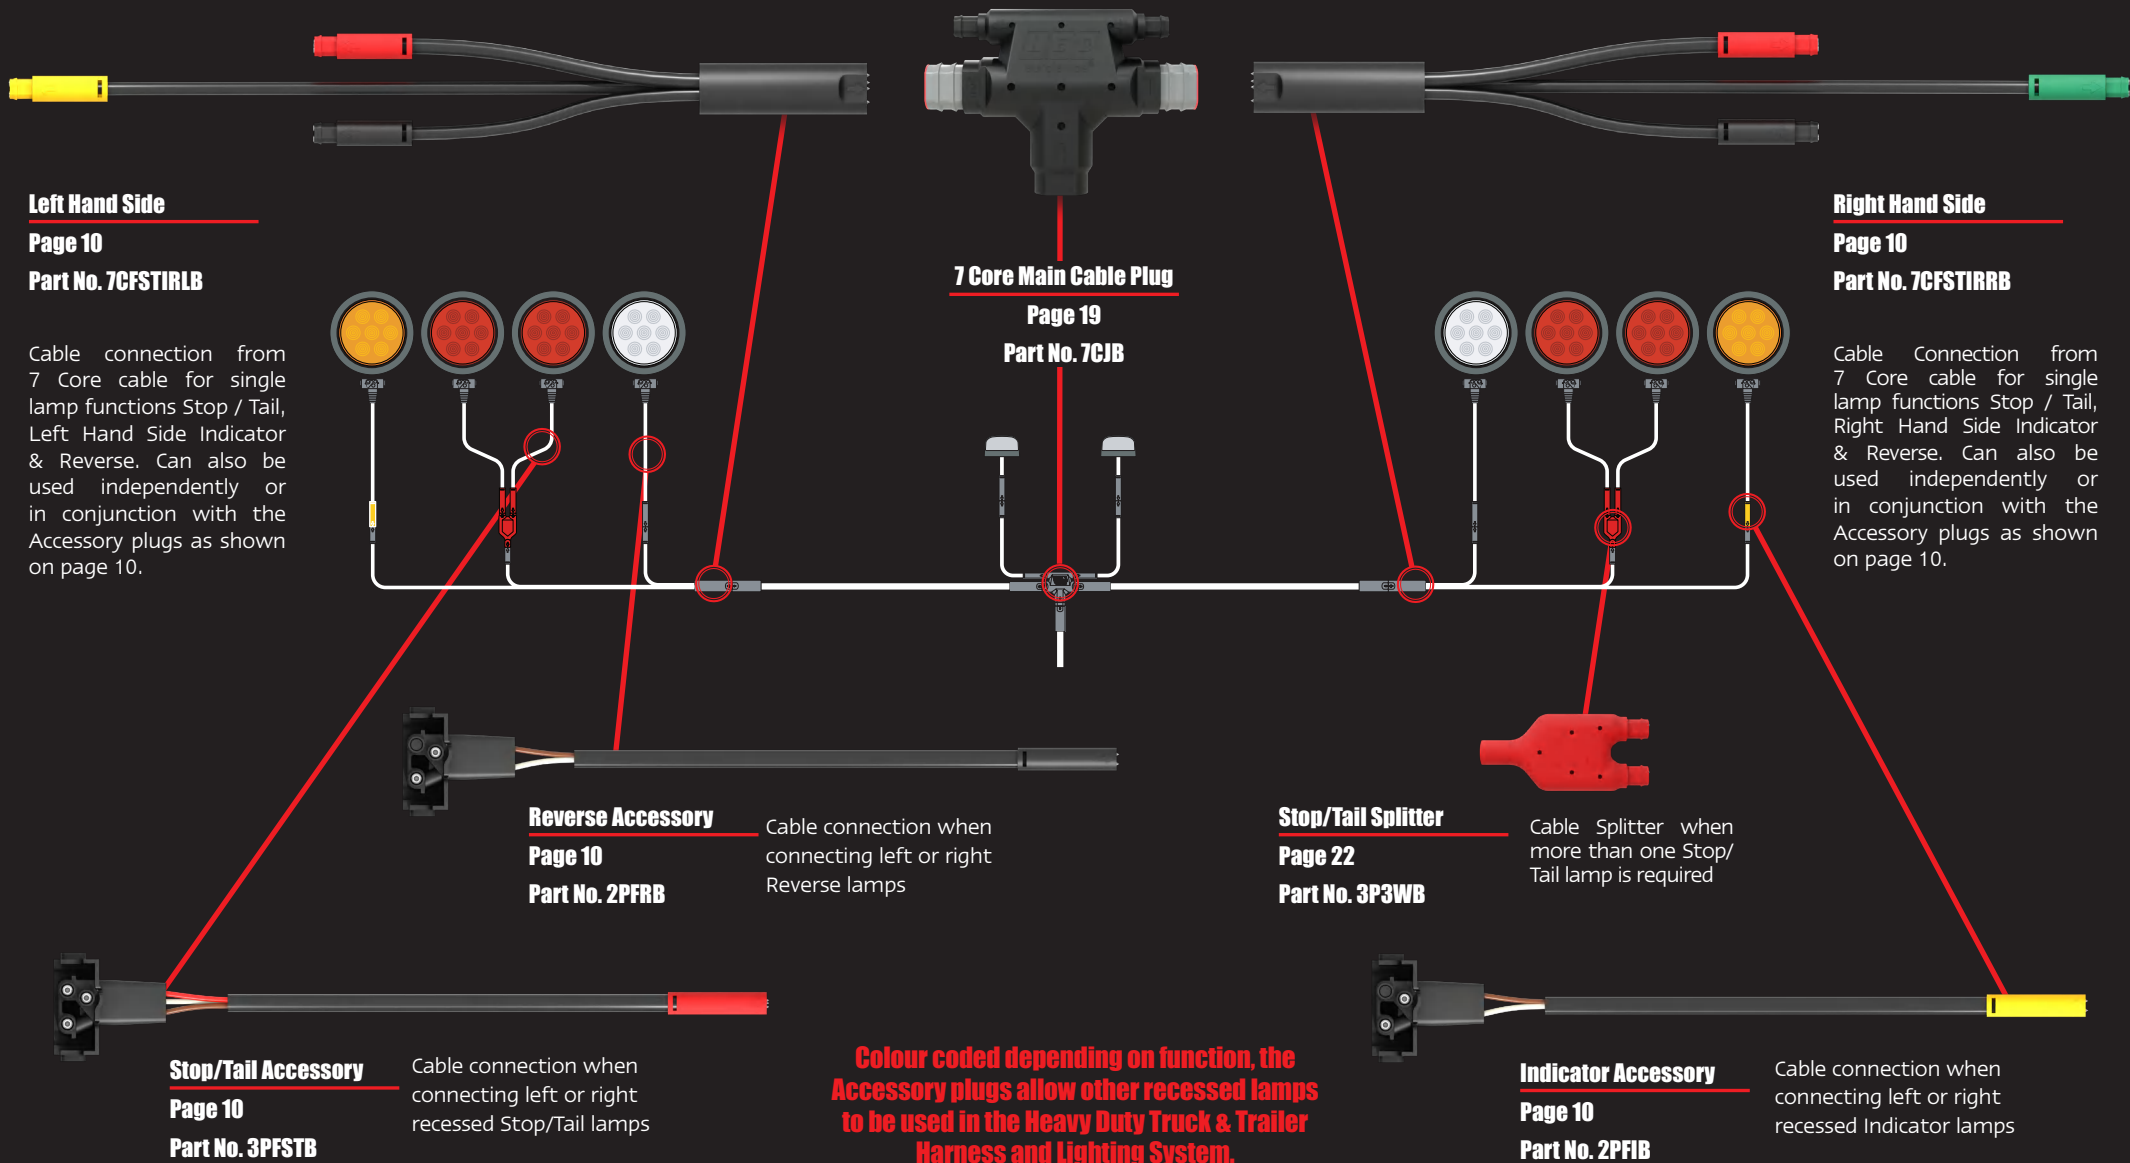 Left Hand Side
Page 10
Part No. 7CFSTIRLB
Cable connection from
7 Core cable for single
lamp functions Stop / Tail,
Left Hand Side Indicator
& Reverse. Can also be
used independently or
in conjunction with the
Accessory plugs as shown
on page 10.
7 Core Main Cable Plug
Page 19
Part No. 7CJB
Right Hand Side
Page 10
Part No. 7CFSTIRRB
Cable Connection from
7 Core cable for single
lamp functions Stop / Tail,
Right Hand Side Indicator
& Reverse. Can also be
used independently or
in conjunction with the
Accessory plugs as shown
on page 10.
Reverse Accessory
Page 10
Part No. 2PFRB
Cable connection when
connecting left or right
Reverse lamps
Stop/Tail Splitter
Page 22
Part No. 3P3WB
Cable Splitter when
more than one Stop/
Tail lamp is required
Stop/Tail Accessory
Page 10
Part No. 3PFSTB
Cable connection when
connecting left or right
recessed Stop/Tail lamps
Colour coded depending on function, the
Accessory plugs allow other recessed lamps
to be used in the Heavy Duty Truck & Trailer
Harness and Lighting System.
Indicator Accessory
Page 10
Part No. 2PFIB
Cable connection when
connecting left or right
recessed Indicator lamps